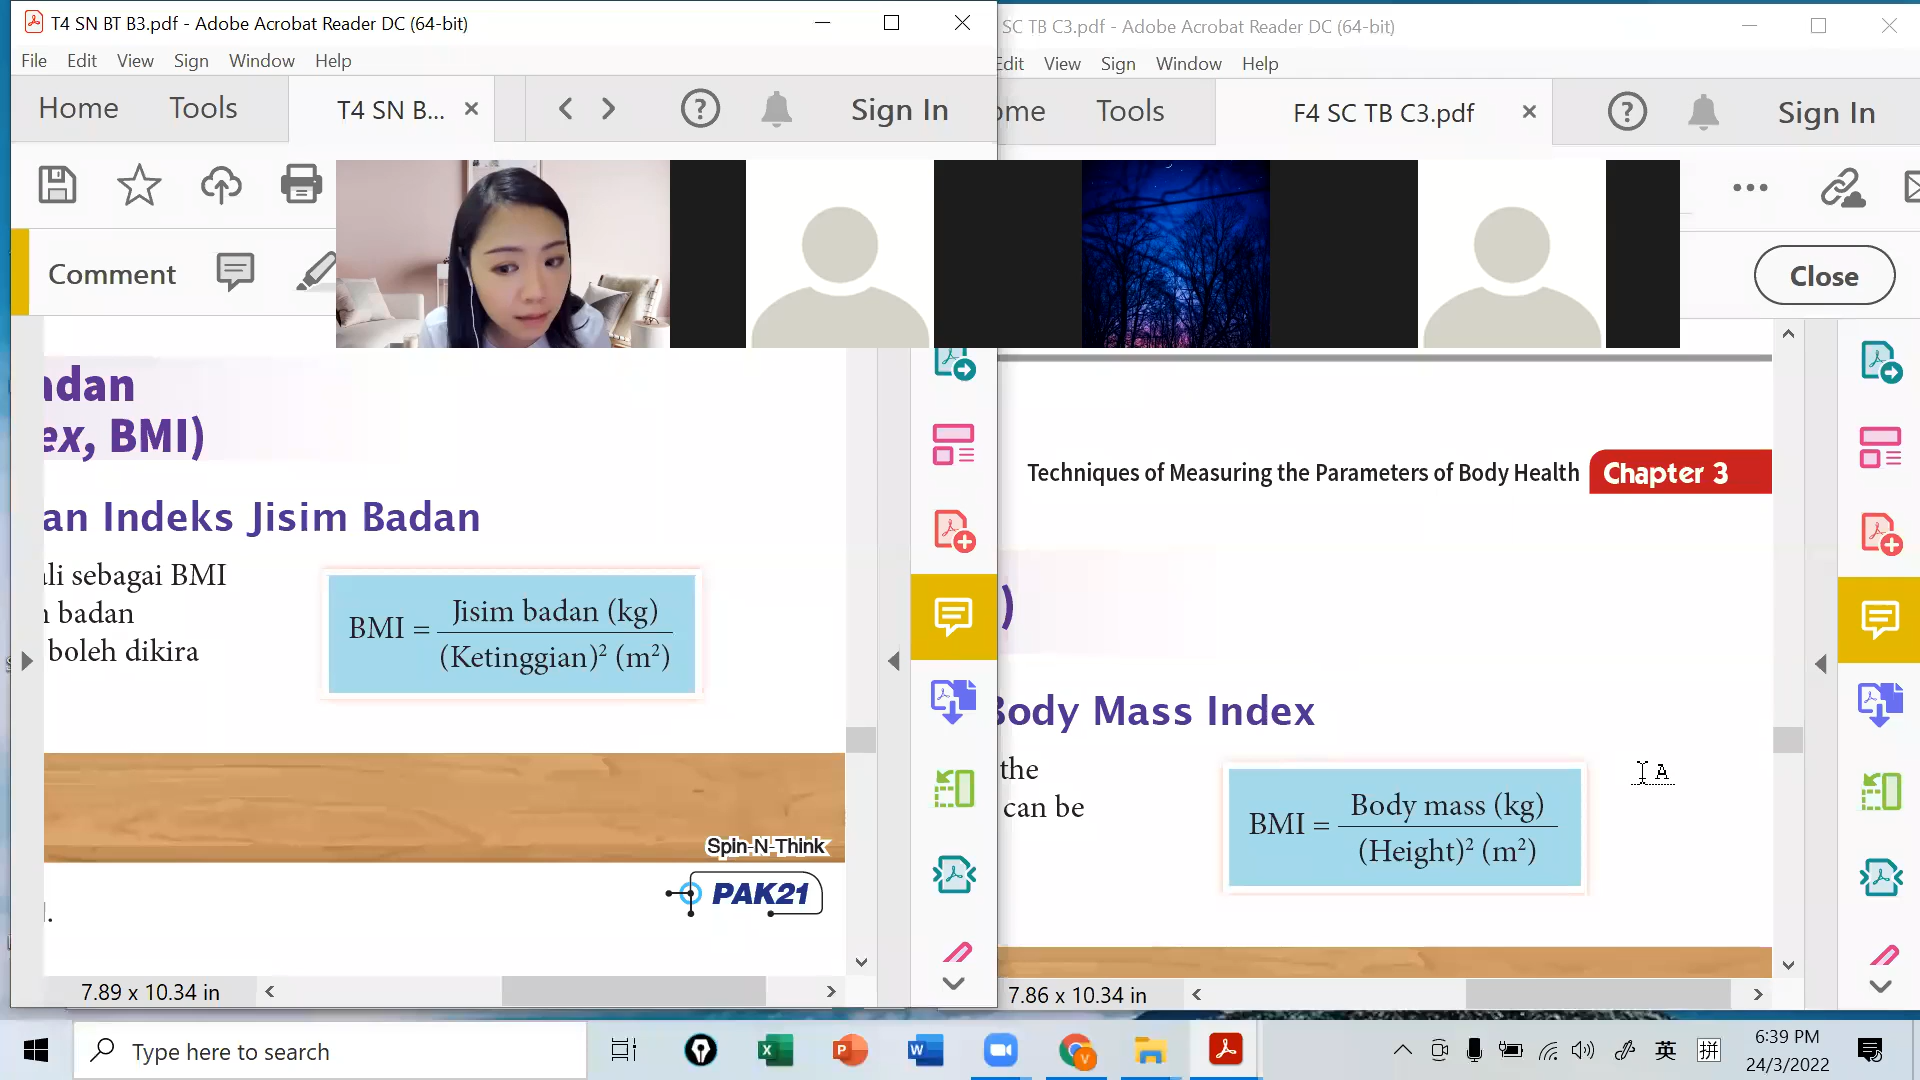 T4 SN BT B3.pdf - Adobe Acrobat Reader DC (64-bit)
File Edit View Sign Window Help
Home Tools T4 SN B... Sign In
Comment
adan
ex, BMI)
an Indeks Jisim Badan
ali sebagai BMI
n badan
boleh dikira
BMI = Jisim badan (kg)
(Ketinggian)² (m²)
Spin-N-Think
PAK21
l.
7.89 x 10.34 in
SC TB C3.pdf - Adobe Acrobat Reader DC (64-bit)
Edit View Sign Window Help
ome Tools F4 SC TB C3.pdf Sign In
Close
Techniques of Measuring the Parameters of Body Health Chapter 3
)
Body Mass Index
the
can be
BMI = Body mass (kg)
(Height)² (m²)
A
7.86 x 10.34 in
Type here to search
英 拼
6:39 PM
24/3/2022